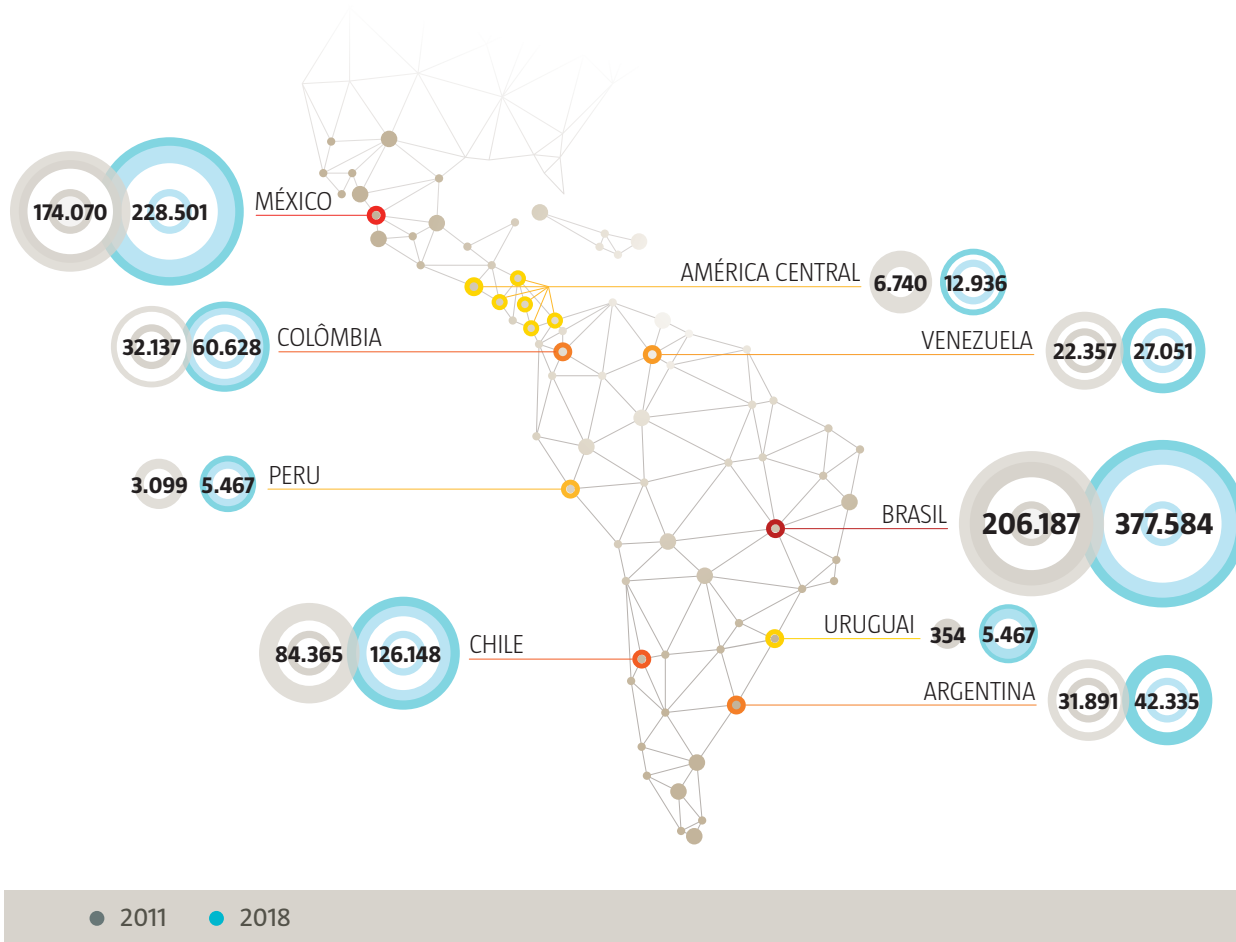 174.070 228.501 MÉXICO
AMÉRICA CENTRAL 6.740 12.936
32.137 60.628 COLÔMBIA
VENEZUELA 22.357 27.051
3.099 5.467 PERU
BRASIL 206.187 377.584
84.365 126.148 CHILE
URUGUAI 354 5.467
ARGENTINA 31.891 42.335
2011 2018